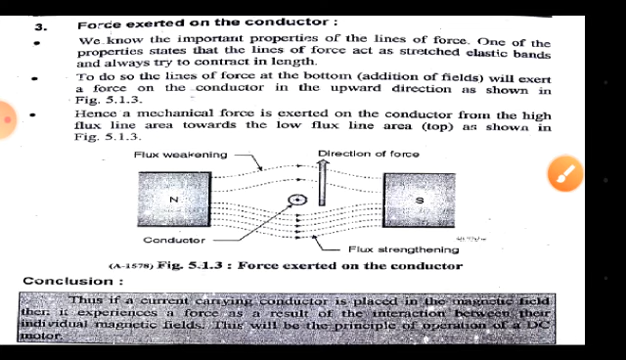 3. Force exerted on the conductor :
• We know the important properties of the lines of force. One of the
properties states that the lines of force act as stretched elastic bands
and always try to contract in length.
• To do so the lines of force at the bottom (addition of fields) will exert
a force on the conductor in the upward direction as shown in
Fig. 5.1.3.
• Hence a mechanical force is exerted on the conductor from the high
flux line area towards the low flux line area (top) as shown in
Fig. 5.1.3.
Flux weakening
Direction of force
N
S
Conductor
Flux strengthening
(A-1578) Fig. 5.1.3 : Force exerted on the conductor
Conclusion :
Thus if a current carrying conductor is placed in the magnetic field
then it experiences a force as a result of the interaction between their
individual magnetic fields. This will be the principle of operation of a DC
motor.